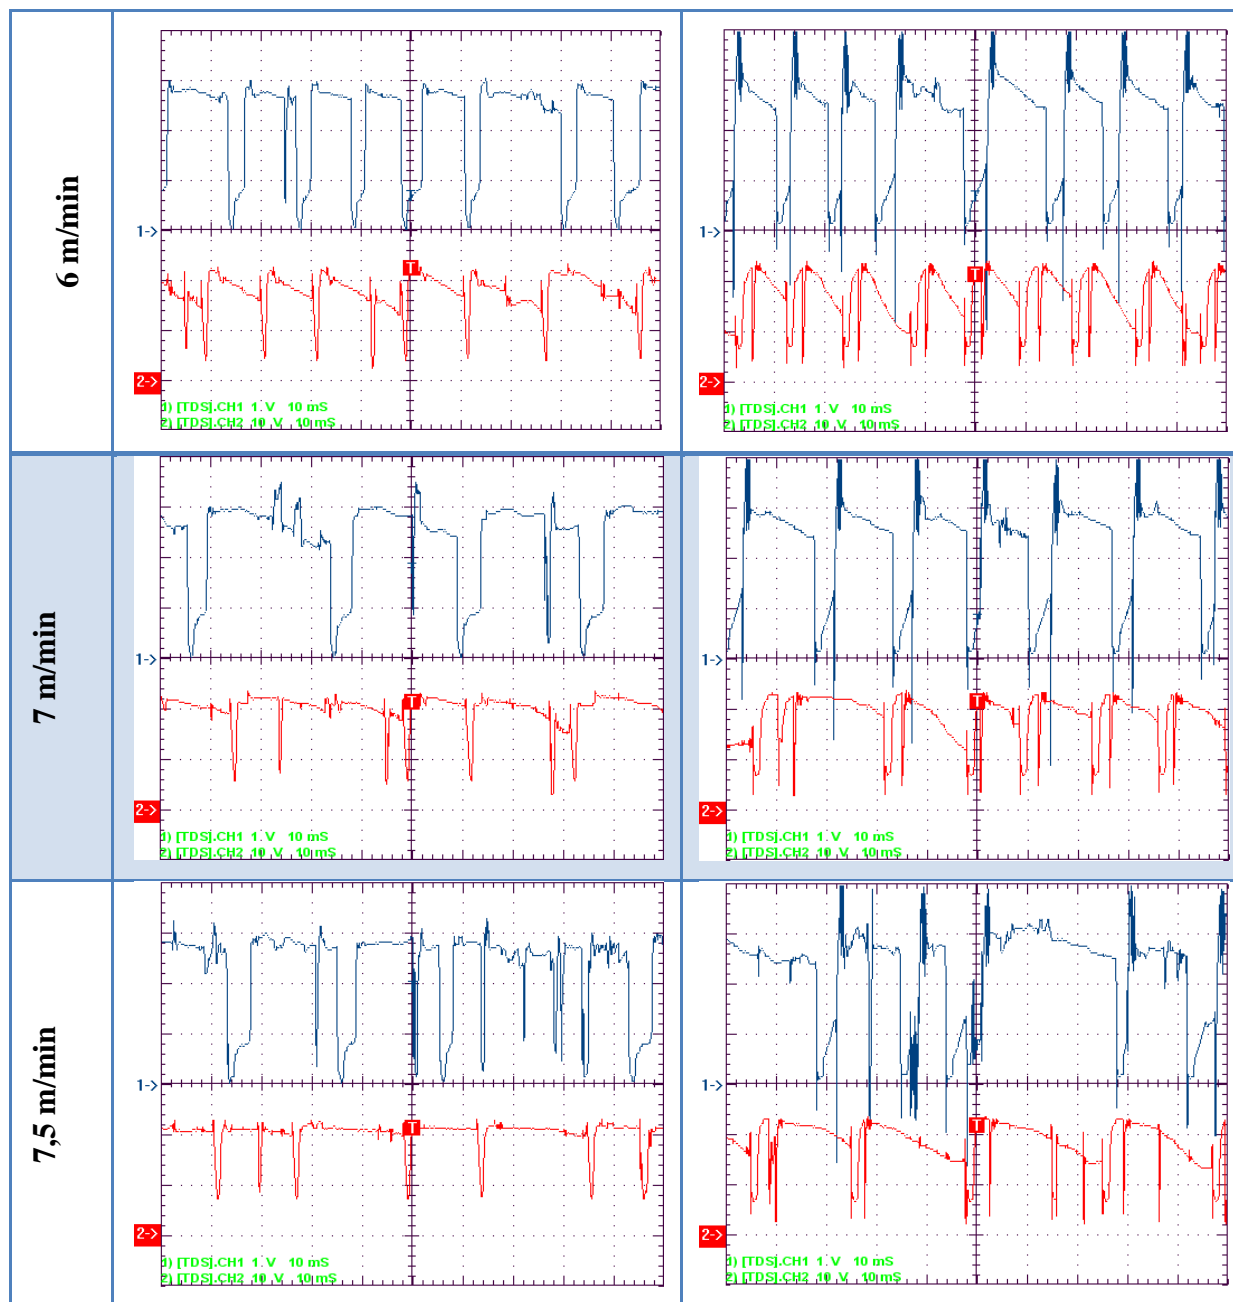 6 m/min
1->
T
2->
1) [TDS].CH1 1. V 10 mS
2) [TDS].CH2 10 V 10 mS
1->
T
2->
1) [TDS].CH1 1. V 10 mS
2) [TDS].CH2 10 V 10 mS
7 m/min
1->
T
2->
1) [TDS].CH1 1. V 10 mS
2) [TDS].CH2 10 V 10 mS
1->
T
2->
1) [TDS].CH1 1. V 10 mS
2) [TDS].CH2 10 V 10 mS
7,5 m/min
1->
T
2->
1) [TDS].CH1 1. V 10 mS
2) [TDS].CH2 10 V 10 mS
1->
T
2->
1) [TDS].CH1 1. V 10 mS
2) [TDS].CH2 10 V 10 mS